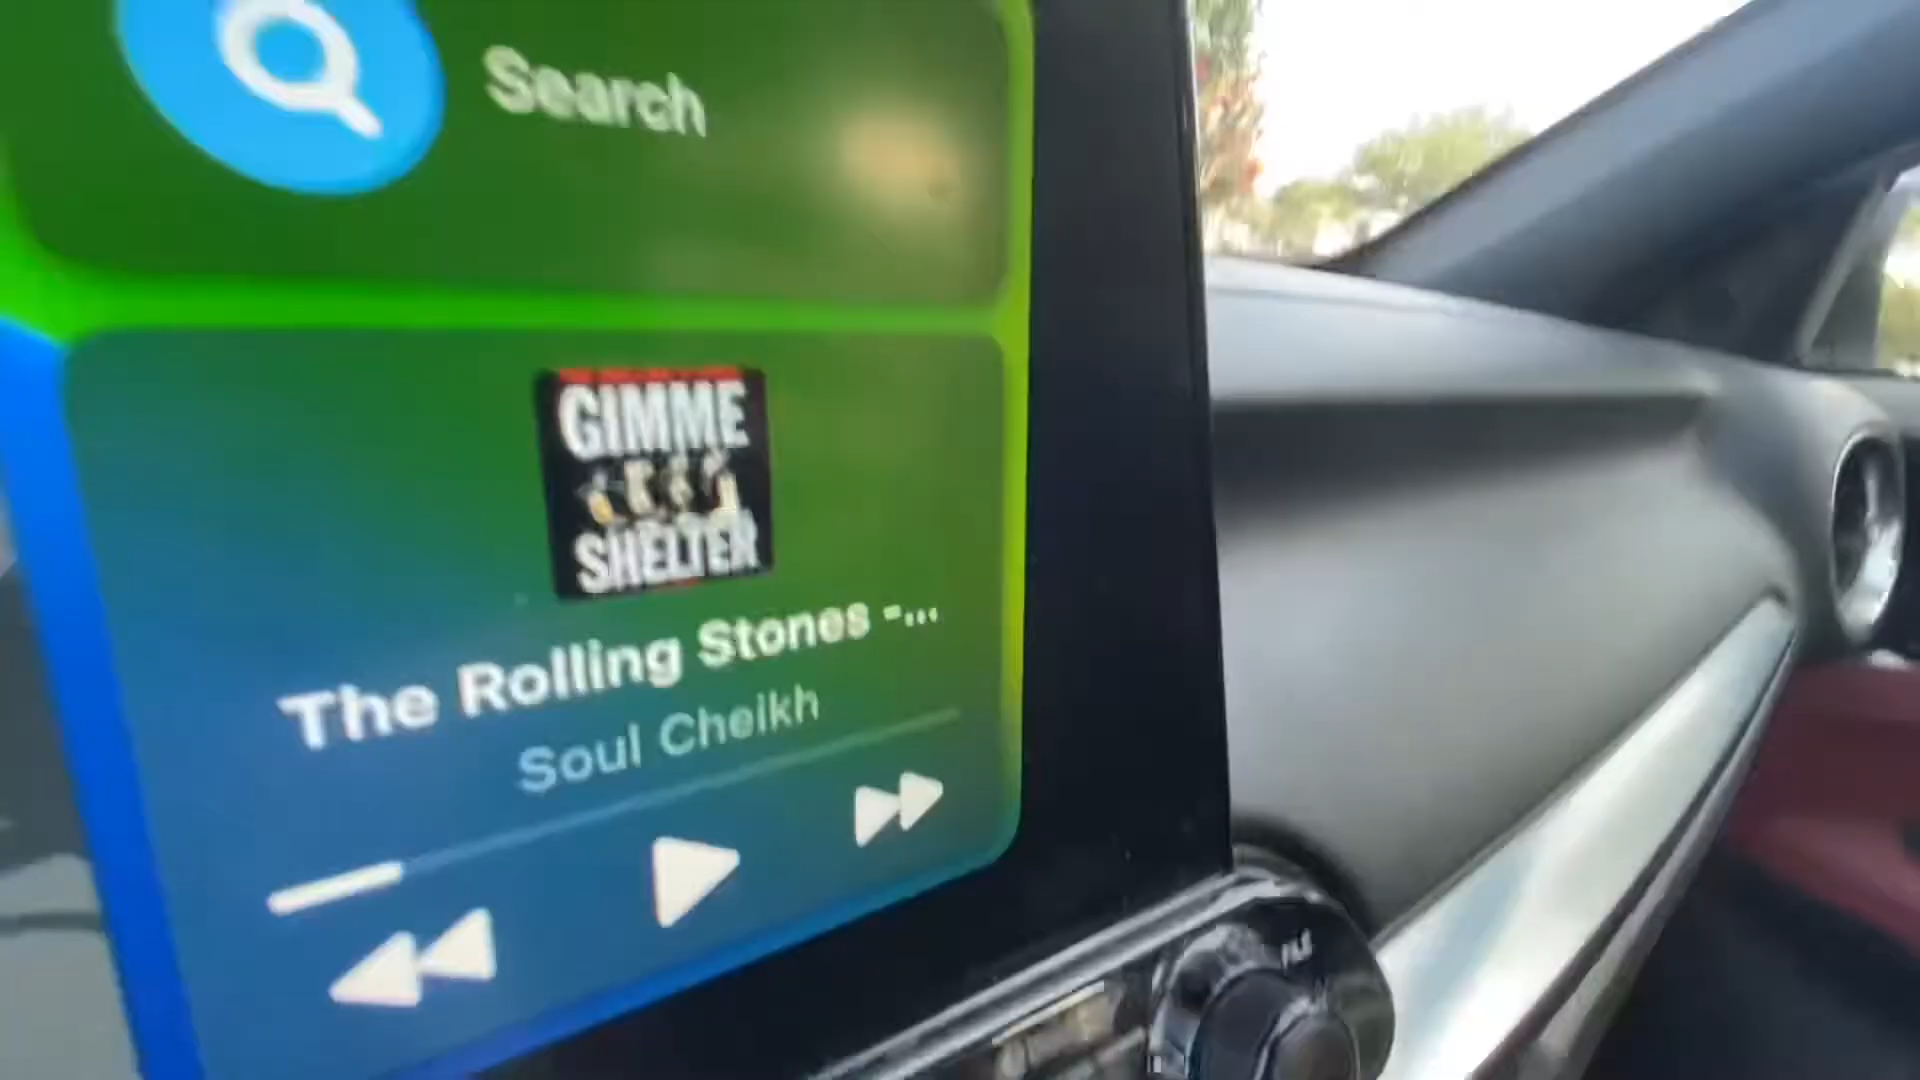 Search
GIMME
SHELTER
The Rolling Stones -...
Soul Cheikh